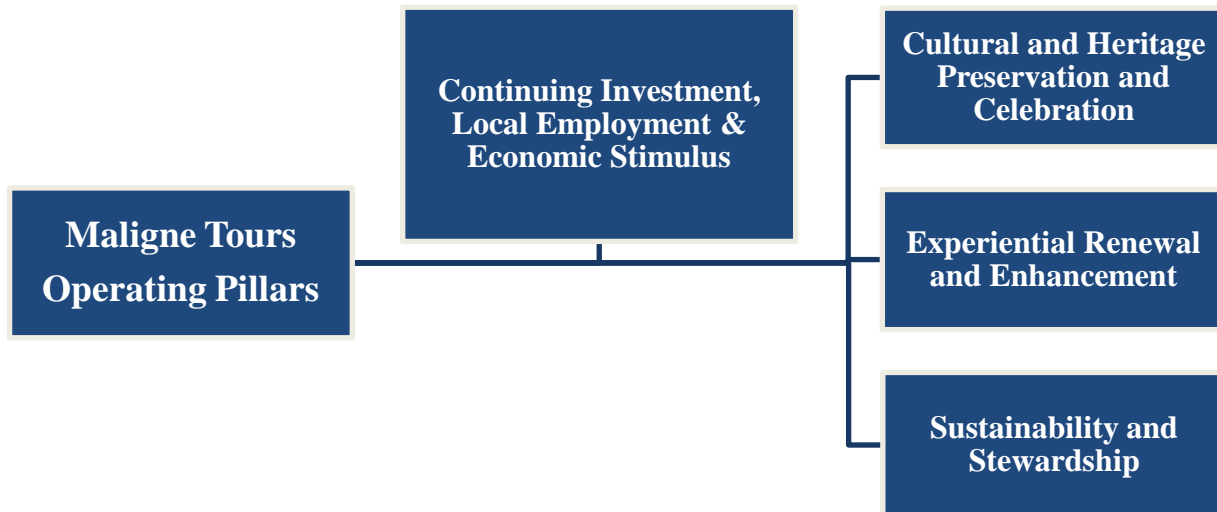 Maligne Tours
Operating Pillars
Continuing Investment,
Local Employment &
Economic Stimulus
Cultural and Heritage
Preservation and
Celebration
Experiential Renewal
and Enhancement
Sustainability and
Stewardship